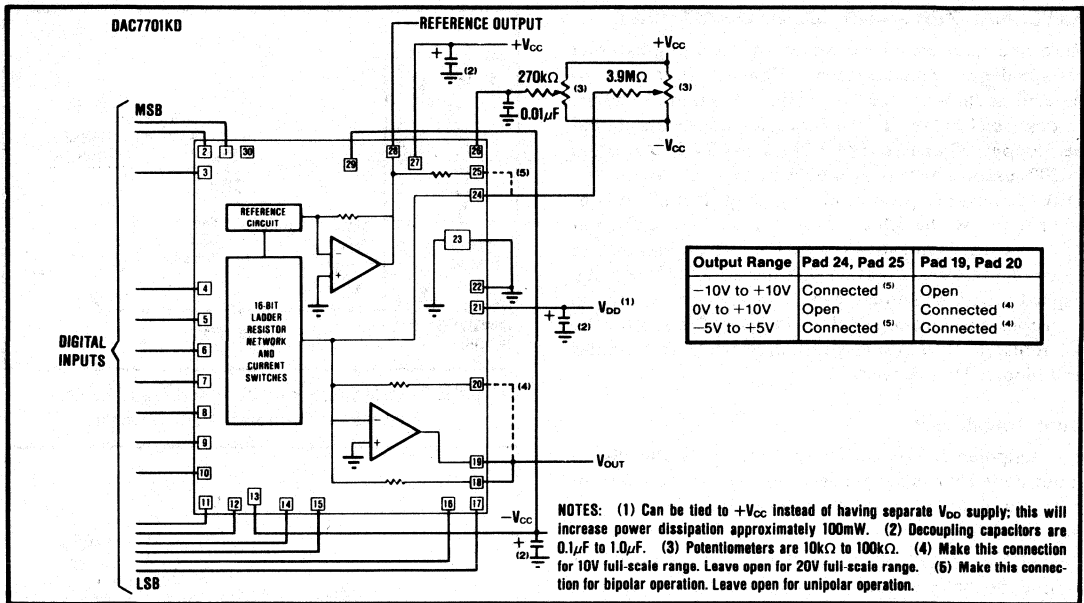 DAC7701KD
REFERENCE OUTPUT
+VCC
+
(2)
+VCC
270kΩ
(3)
3.9MΩ
(3)
0.01µF
−VCC
MSB
2
1
30
29
28
27
26
3
25
(5)
24
REFERENCE
CIRCUIT
−
+
23
22
21
VDD(1)
+
(2)
4
5
6
7
8
9
10
DIGITAL
INPUTS
16-BIT
LADDER
RESISTOR
NETWORK
AND
CURRENT
SWITCHES
20
(4)
−
+
19
VOUT
18
11
12
13
14
15
16
17
−VCC
+
(2)
LSB
Output Range Pad 24, Pad 25 Pad 19, Pad 20
−10V to +10V Connected (5) Open
0V to +10V Open Connected (4)
−5V to +5V Connected (5) Connected (4)
NOTES: (1) Can be tied to +VCC instead of having separate VDD supply; this will
increase power dissipation approximately 100mW. (2) Decoupling capacitors are
0.1µF to 1.0µF. (3) Potentiometers are 10kΩ to 100kΩ. (4) Make this connection
for 10V full-scale range. Leave open for 20V full-scale range. (5) Make this connec-
tion for bipolar operation. Leave open for unipolar operation.